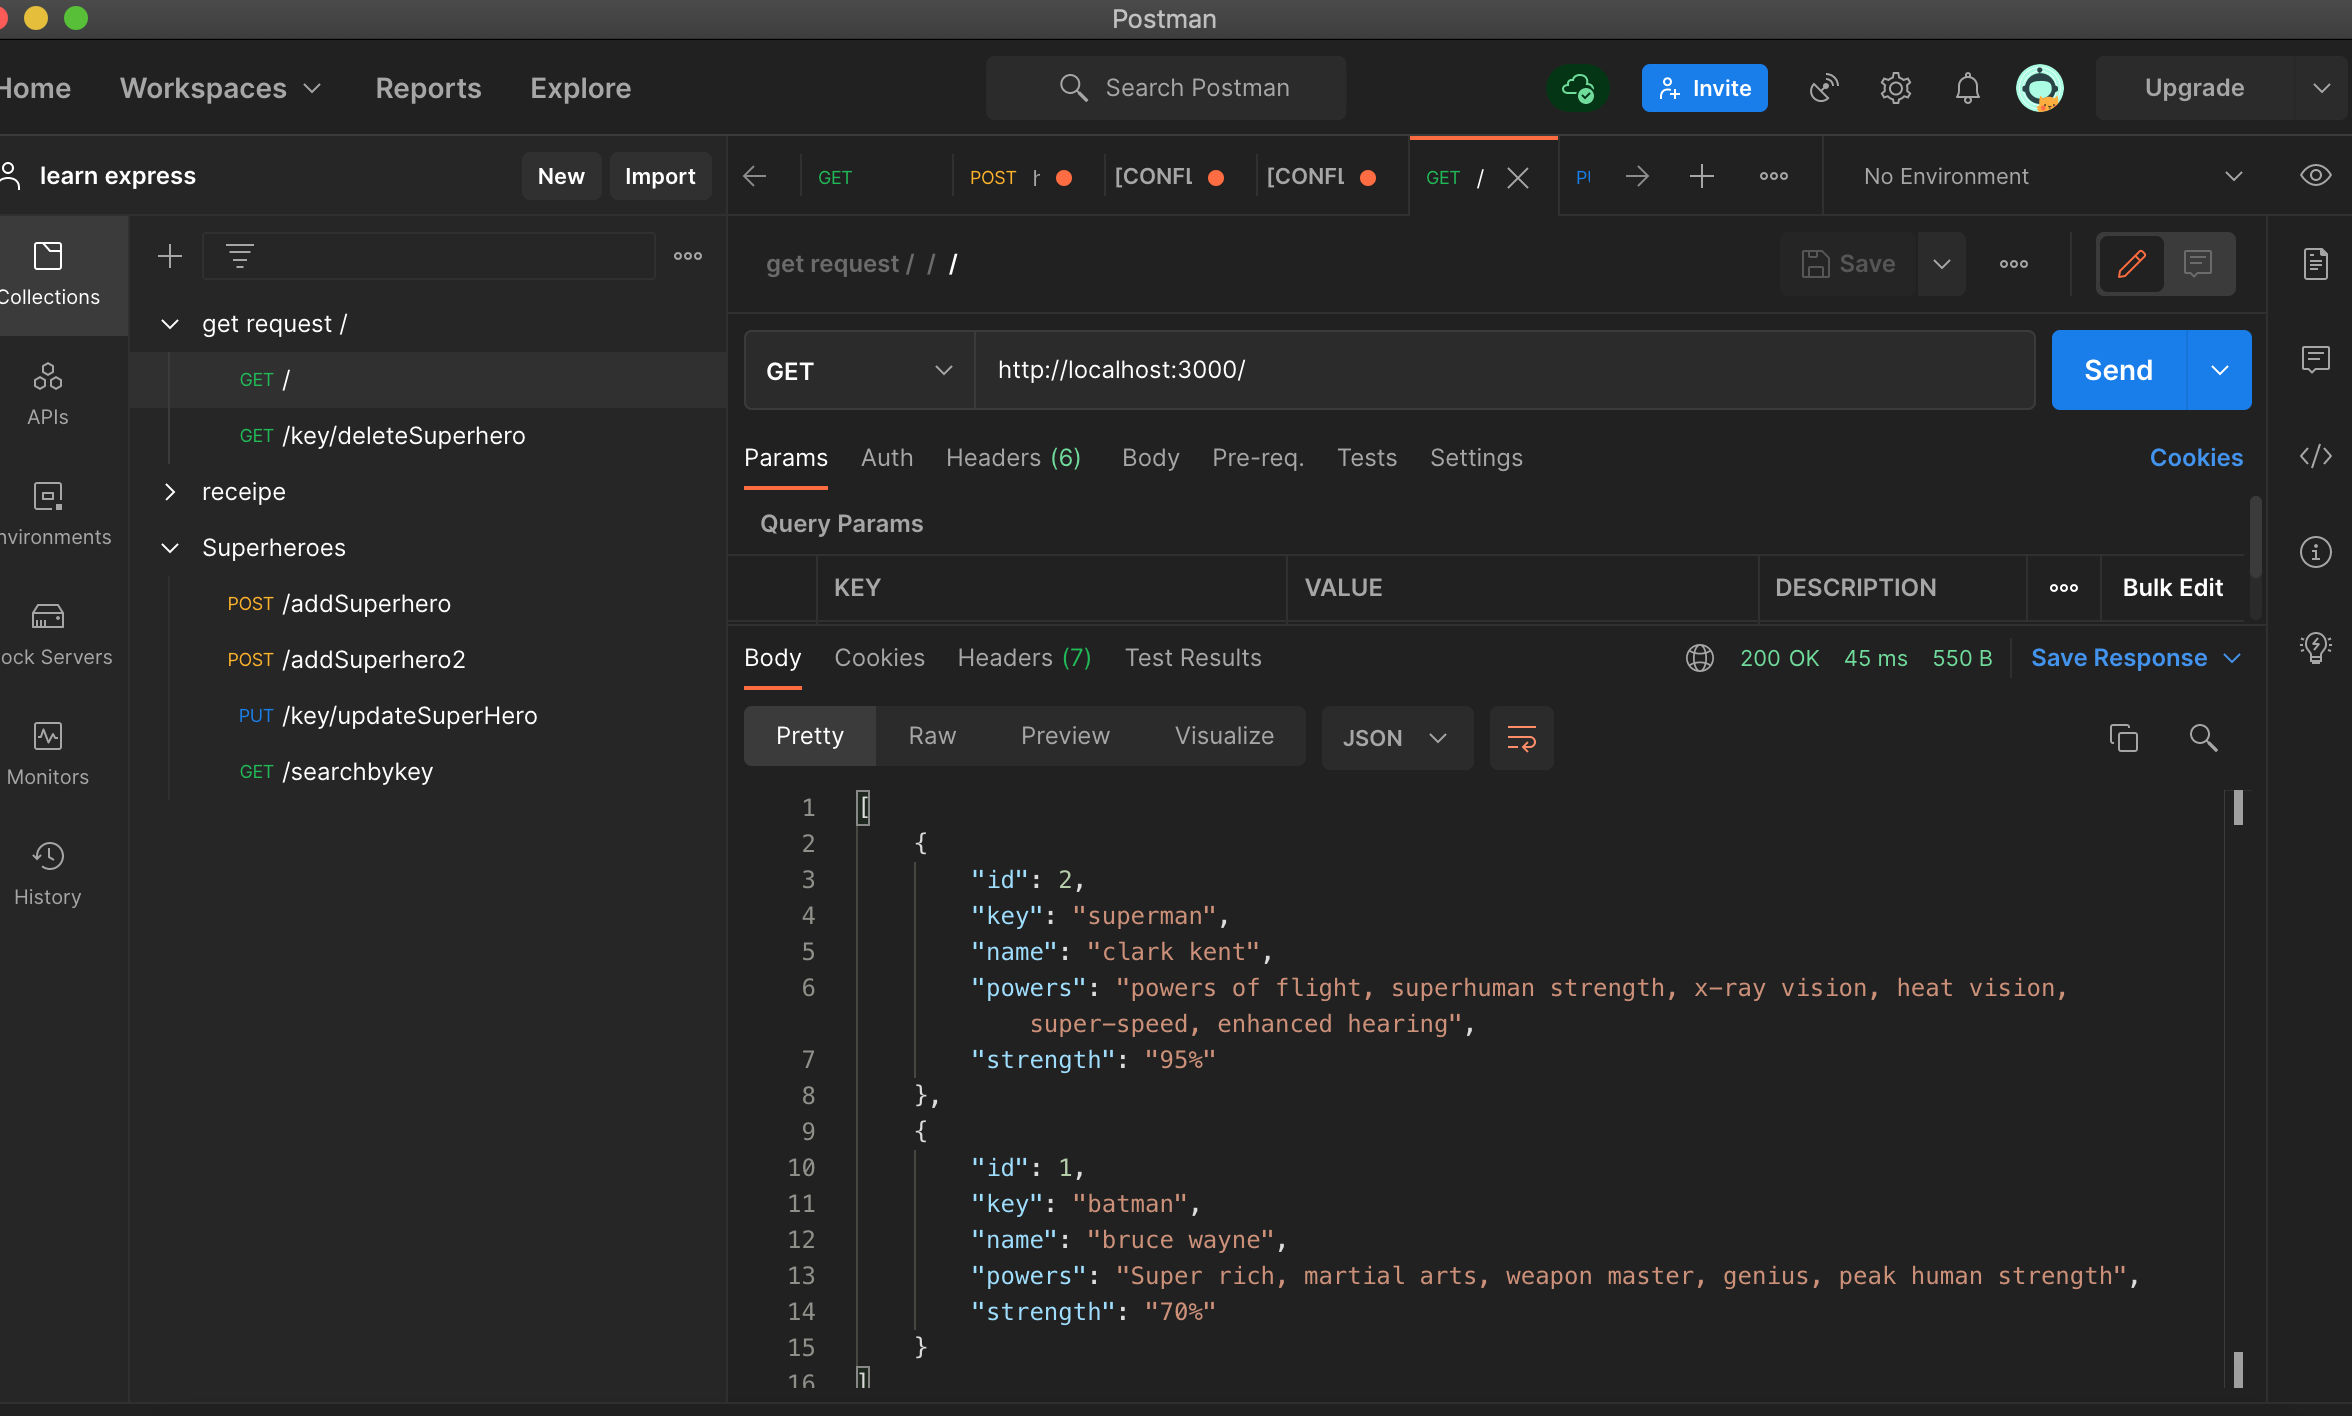 Postman
Home Workspaces Reports Explore Search Postman Invite Upgrade
learn express New Import GET POST [CONFL [CONFL GET / No Environment
Collections
APIs
nvironments
ock Servers
Monitors
History
get request /
GET /
GET /key/deleteSuperhero
receipe
Superheroes
POST /addSuperhero
POST /addSuperhero2
PUT /key/updateSuperHero
GET /searchbykey
get request / / / Save
GET http://localhost:3000/ Send
Params Auth Headers (6) Body Pre-req. Tests Settings Cookies
Query Params
KEY VALUE DESCRIPTION Bulk Edit
Body Cookies Headers (7) Test Results 200 OK 45 ms 550 B Save Response
Pretty Raw Preview Visualize JSON
1 [
2 {
3 "id": 2,
4 "key": "superman",
5 "name": "clark kent",
6 "powers": "powers of flight, superhuman strength, x-ray vision, heat vision,
super-speed, enhanced hearing",
7 "strength": "95%"
8 },
9 {
10 "id": 1,
11 "key": "batman",
12 "name": "bruce wayne",
13 "powers": "Super rich, martial arts, weapon master, genius, peak human strength",
14 "strength": "70%"
15 }
16 ]